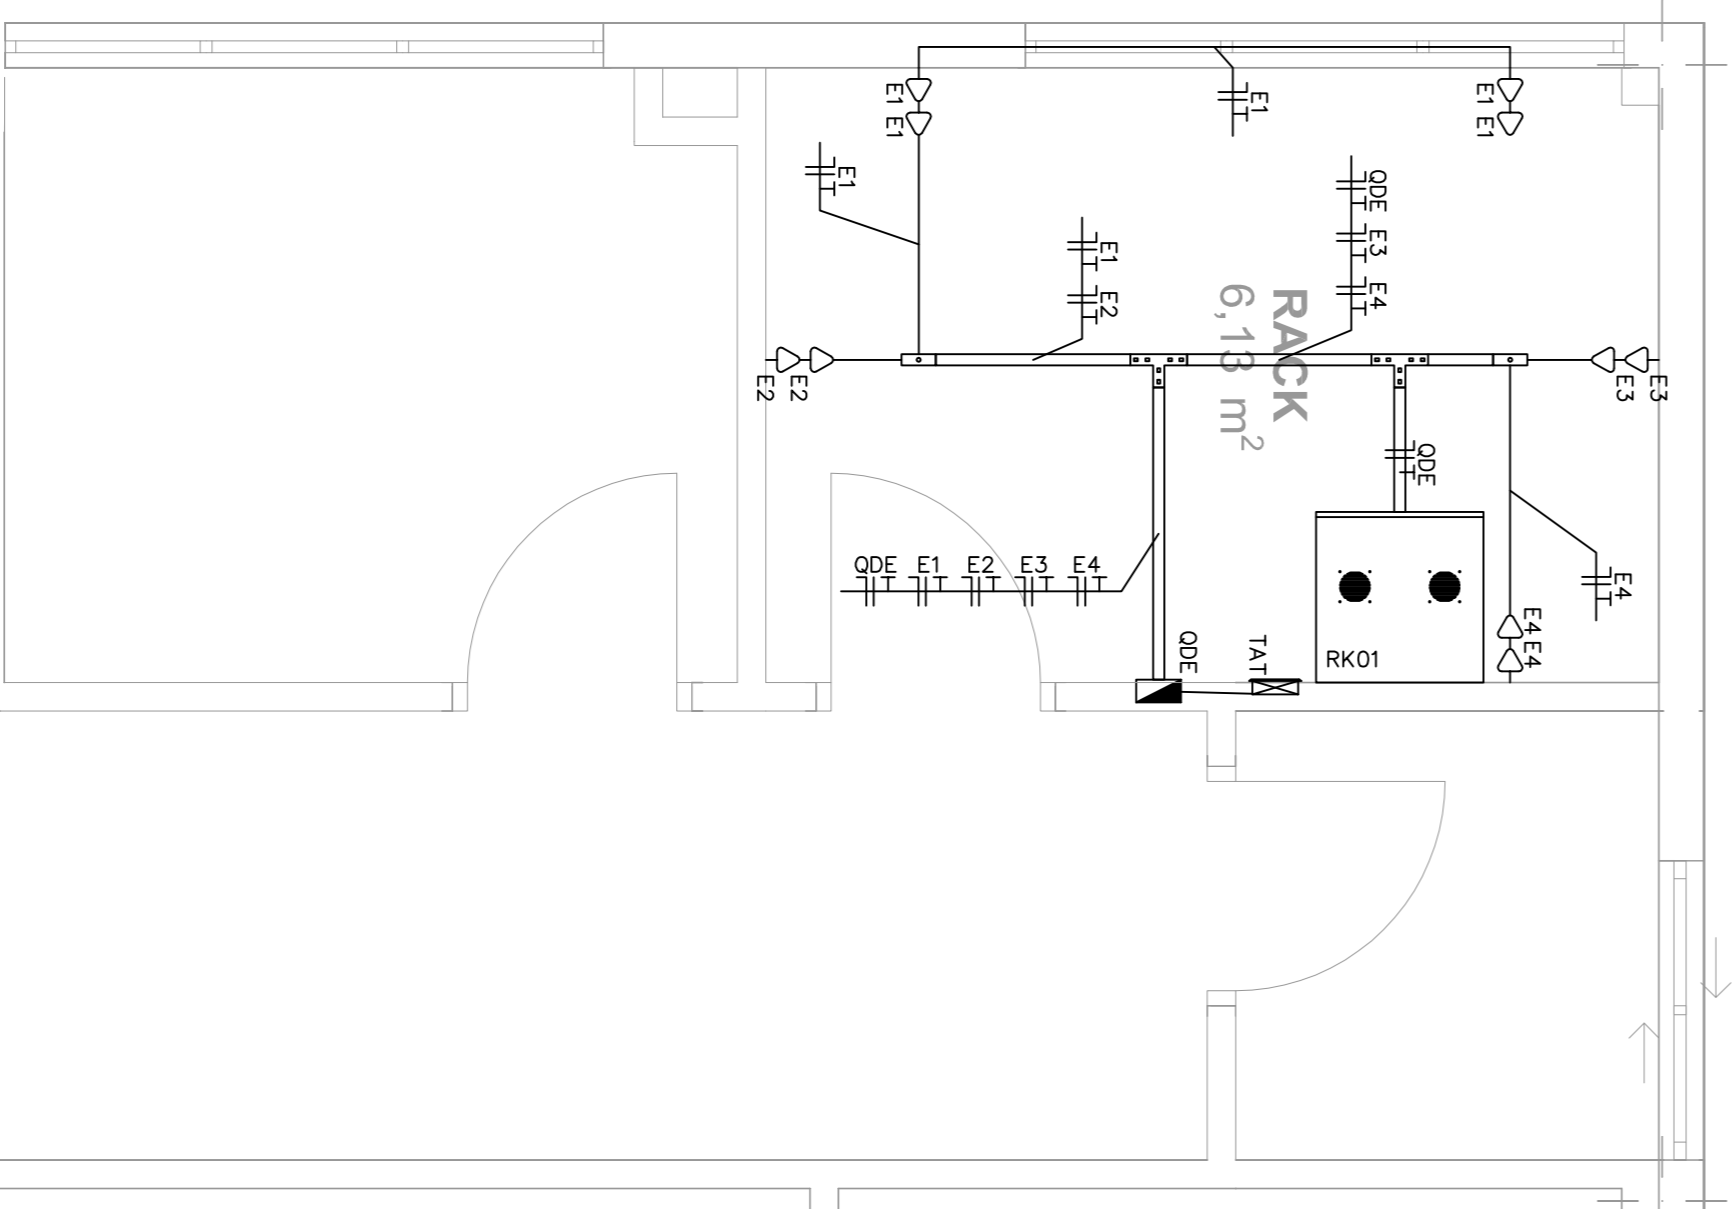 E1 E1
E1
E1 E1
E1
QDE E3 E4
E1 E2
RACK
6,13 m²
E2
E2
E3
E3
QDE
QDE E1 E2 E3 E4
E4
E4 E4
QDE
TAT
RK01